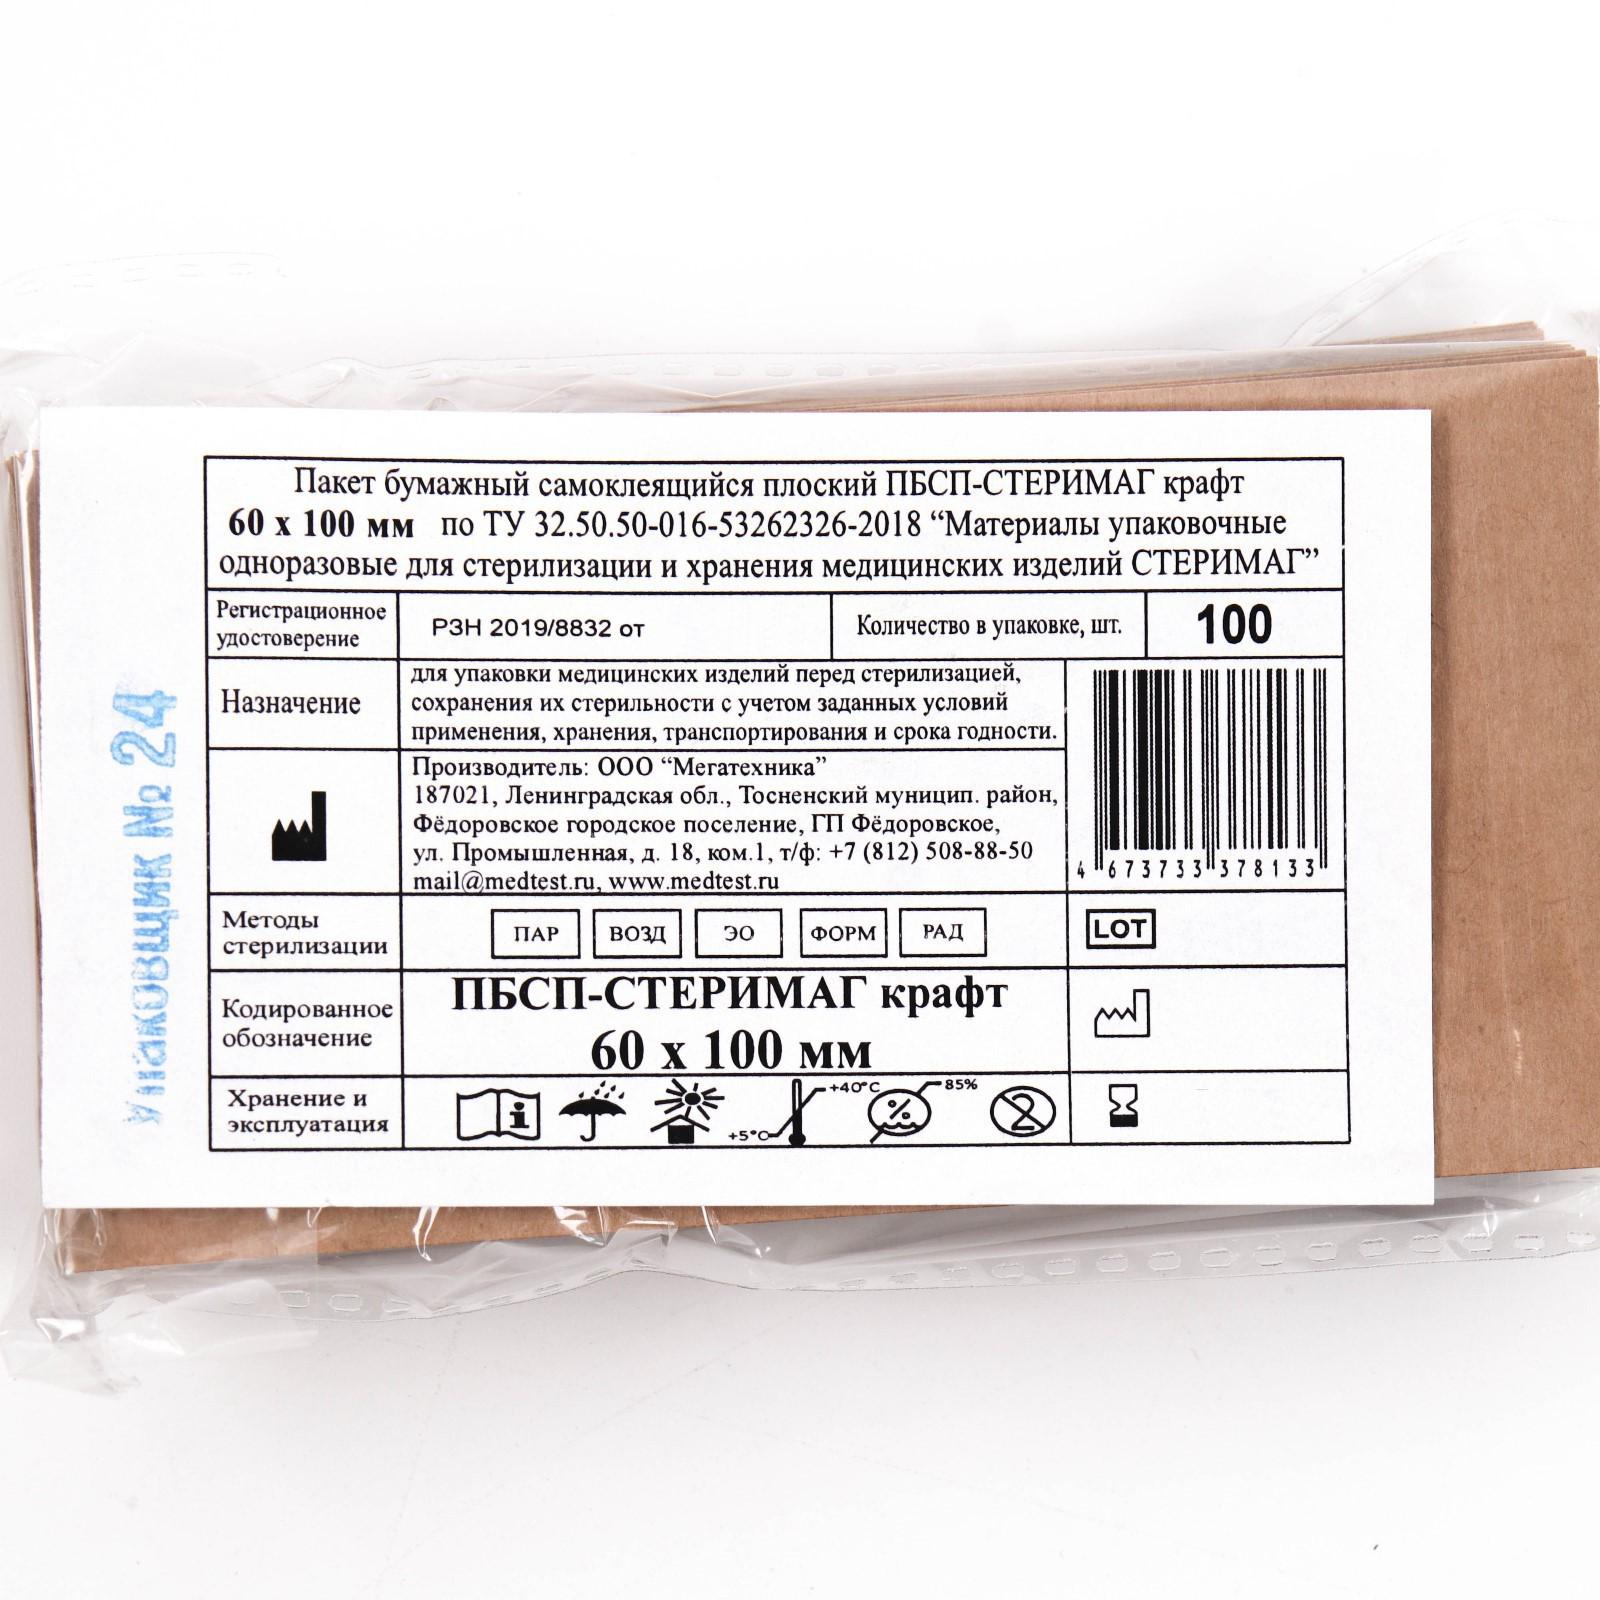 Пакет бумажный самоклеящийся плоский ПБСП-СТЕРИМАГ крафт
60 х 100 мм по ТУ 32.50.50-016-53262326-2018 “Материалы упаковочные
одноразовые для стерилизации и хранения медицинских изделий СТЕРИМАГ”
Регистрационное
удостоверение
РЗН 2019/8832 от
Количество в упаковке, шт.
100
Назначение
для упаковки медицинских изделий перед стерилизацией,
сохранения их стерильности с учетом заданных условий
применения, хранения, транспортирования и срока годности.
Производитель: ООО “Мегатехника”
187021, Ленинградская обл., Тосненский муницип. район,
Фёдоровское городское поселение, ГП Фёдоровское,
ул. Промышленная, д. 18, ком.1, т/ф: +7 (812) 508-88-50
mail@medtest.ru, www.medtest.ru
4 673733 378133
Методы
стерилизации
ПАР ВОЗД ЭО ФОРМ РАД
LOT
Кодированное
обозначение
ПБСП-СТЕРИМАГ крафт
60 х 100 мм
Хранение и
эксплуатация
+5°C
+40°C
%
85%
2
Упаковщик № 24